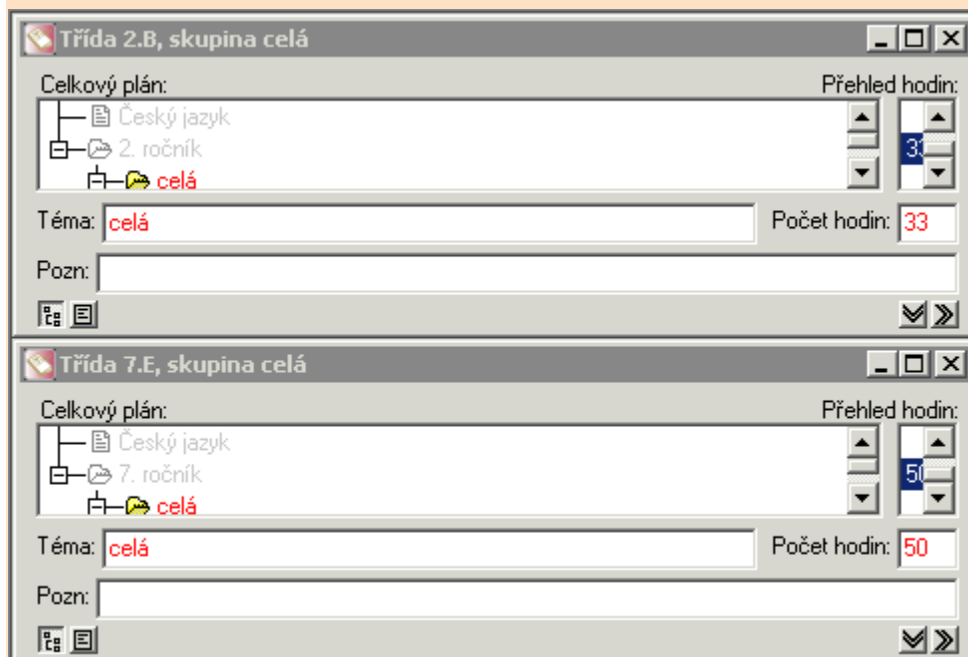 Třída 2.B, skupina celá
Celkový plán: Přehled hodin:
Český jazyk
2. ročník 33
celá
Téma: celá Počet hodin: 33
Pozn:
Třída 7.E, skupina celá
Celkový plán: Přehled hodin:
Český jazyk
7. ročník 50
celá
Téma: celá Počet hodin: 50
Pozn: